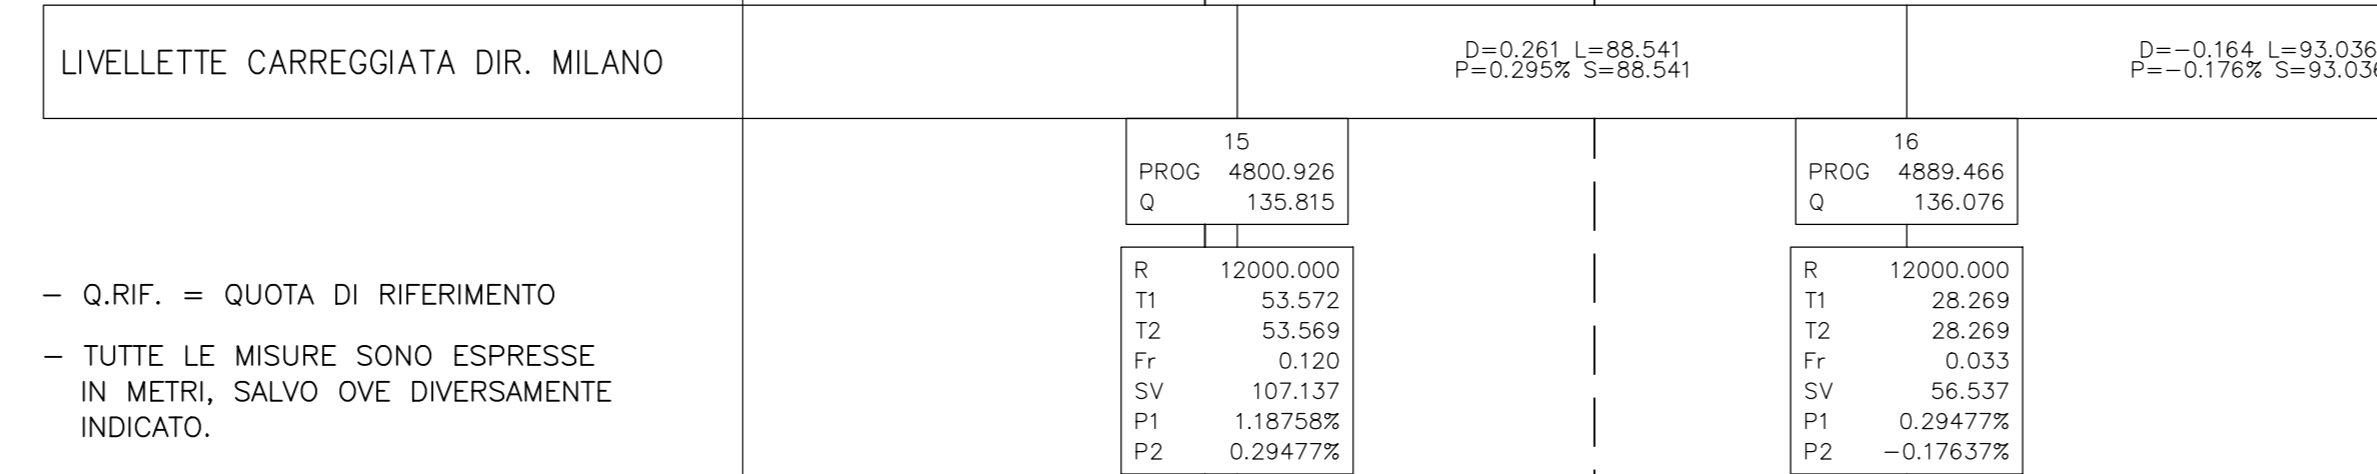 LIVELLETTE CARREGGIATA DIR. MILANO
D=0.261 L=88.541
P=0.295% S=88.541
D=−0.164 L=93.036
P=−0.176% S=93.036
15
PROG 4800.926
Q 135.815
16
PROG 4889.466
Q 136.076
R 12000.000
T1 53.572
T2 53.569
Fr 0.120
SV 107.137
P1 1.18758%
P2 0.29477%
R 12000.000
T1 28.269
T2 28.269
Fr 0.033
SV 56.537
P1 0.29477%
P2 −0.17637%
− Q.RIF. = QUOTA DI RIFERIMENTO
− TUTTE LE MISURE SONO ESPRESSE
IN METRI, SALVO OVE DIVERSAMENTE
INDICATO.